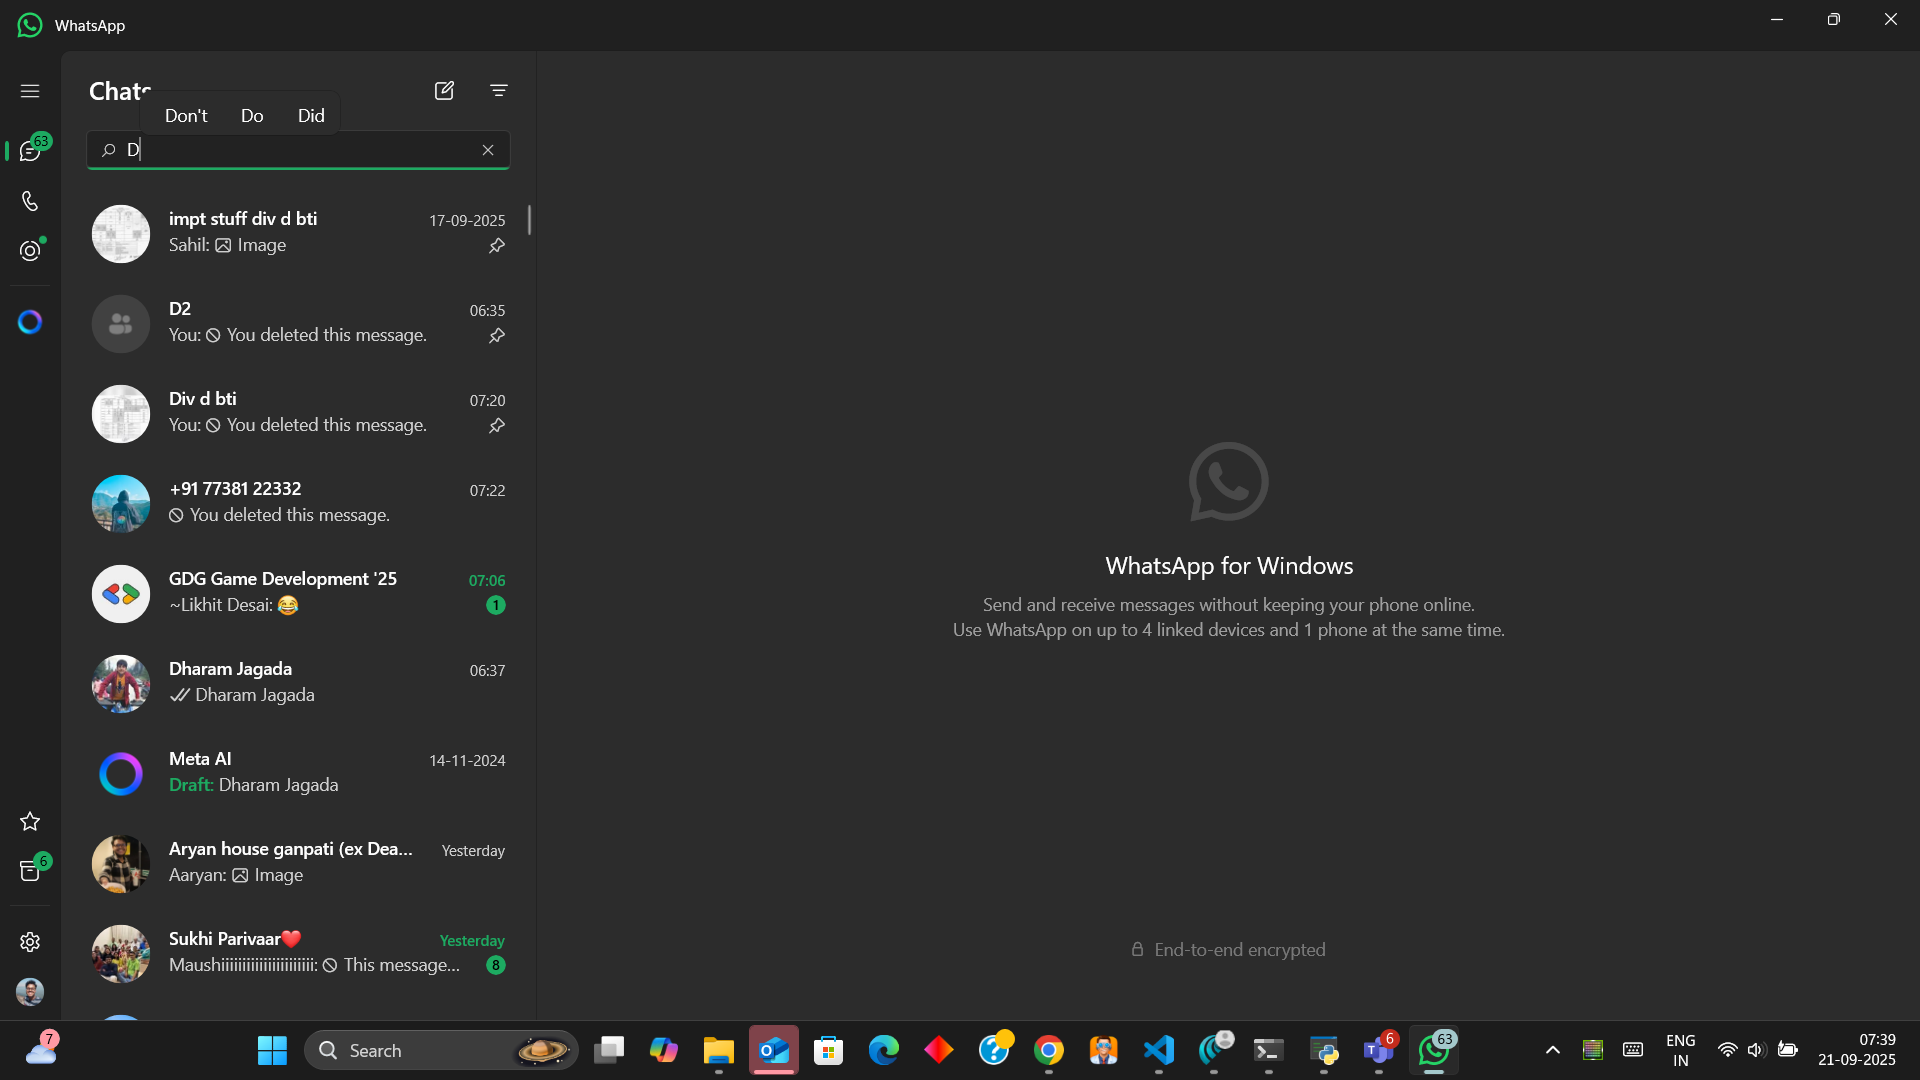 WhatsApp
Chats
Don't Do Did
D
63
impt stuff div d bti 17-09-2025
Sahil: Image
D2 06:35
You: You deleted this message.
Div d bti 07:20
You: You deleted this message.
+91 77381 22332 07:22
You deleted this message.
GDG Game Development '25 07:06
~Likhit Desai: 😂 1
Dharam Jagada 06:37
Dharam Jagada
Meta AI 14-11-2024
Draft: Dharam Jagada
Aryan house ganpati (ex Dea... Yesterday
Aaryan: Image
6
Sukhi Parivaar❤️ Yesterday
Maushiiiiiiiiiiiiiiiiiiiiii: This message... 8
WhatsApp for Windows
Send and receive messages without keeping your phone online.
Use WhatsApp on up to 4 linked devices and 1 phone at the same time.
End-to-end encrypted
7
Search
6
63
ENG
IN
07:39
21-09-2025